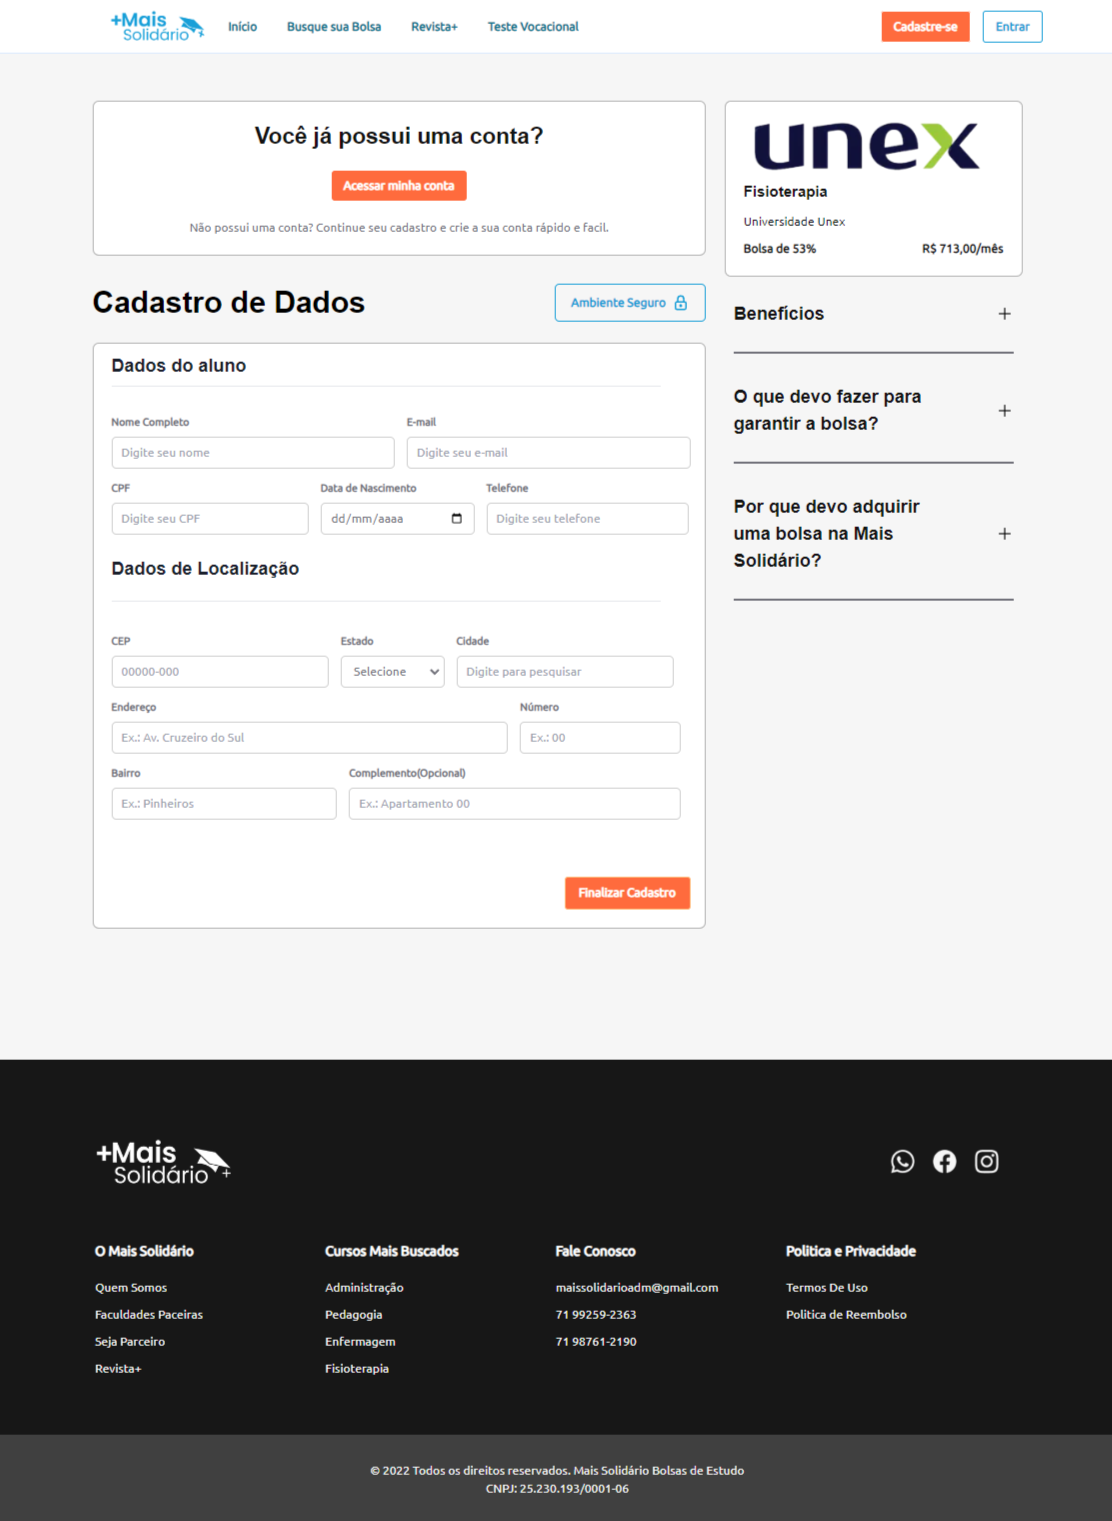 +Mais
Solidário
Início
Busque sua Bolsa
Revista+
Teste Vocacional
Cadastre-se
Entrar
Você já possui uma conta?
Acessar minha conta
Não possui uma conta? Continue seu cadastro e crie a sua conta rápido e facil.
unex
Fisioterapia
Universidade Unex
Bolsa de 53%
R$ 713,00/mês
Cadastro de Dados
Ambiente Seguro
Benefícios
+
O que devo fazer para
garantir a bolsa?
+
Por que devo adquirir
uma bolsa na Mais
Solidário?
+
Dados do aluno
Nome Completo
E-mail
Digite seu nome
Digite seu e-mail
CPF
Data de Nascimento
Telefone
Digite seu CPF
dd/mm/aaaa
Digite seu telefone
Dados de Localização
CEP
Estado
Cidade
00000-000
Selecione
Digite para pesquisar
Endereço
Número
Ex.: Av. Cruzeiro do Sul
Ex.: 00
Bairro
Complemento(Opcional)
Ex.: Pinheiros
Ex.: Apartamento 00
Finalizar Cadastro
+Mais
Solidário
O Mais Solidário
Quem Somos
Faculdades Paceiras
Seja Parceiro
Revista+
Cursos Mais Buscados
Administração
Pedagogia
Enfermagem
Fisioterapia
Fale Conosco
maissolidarioadm@gmail.com
71 99259-2363
71 98761-2190
Politica e Privacidade
Termos De Uso
Politica de Reembolso
© 2022 Todos os direitos reservados. Mais Solidário Bolsas de Estudo
CNPJ: 25.230.193/0001-06